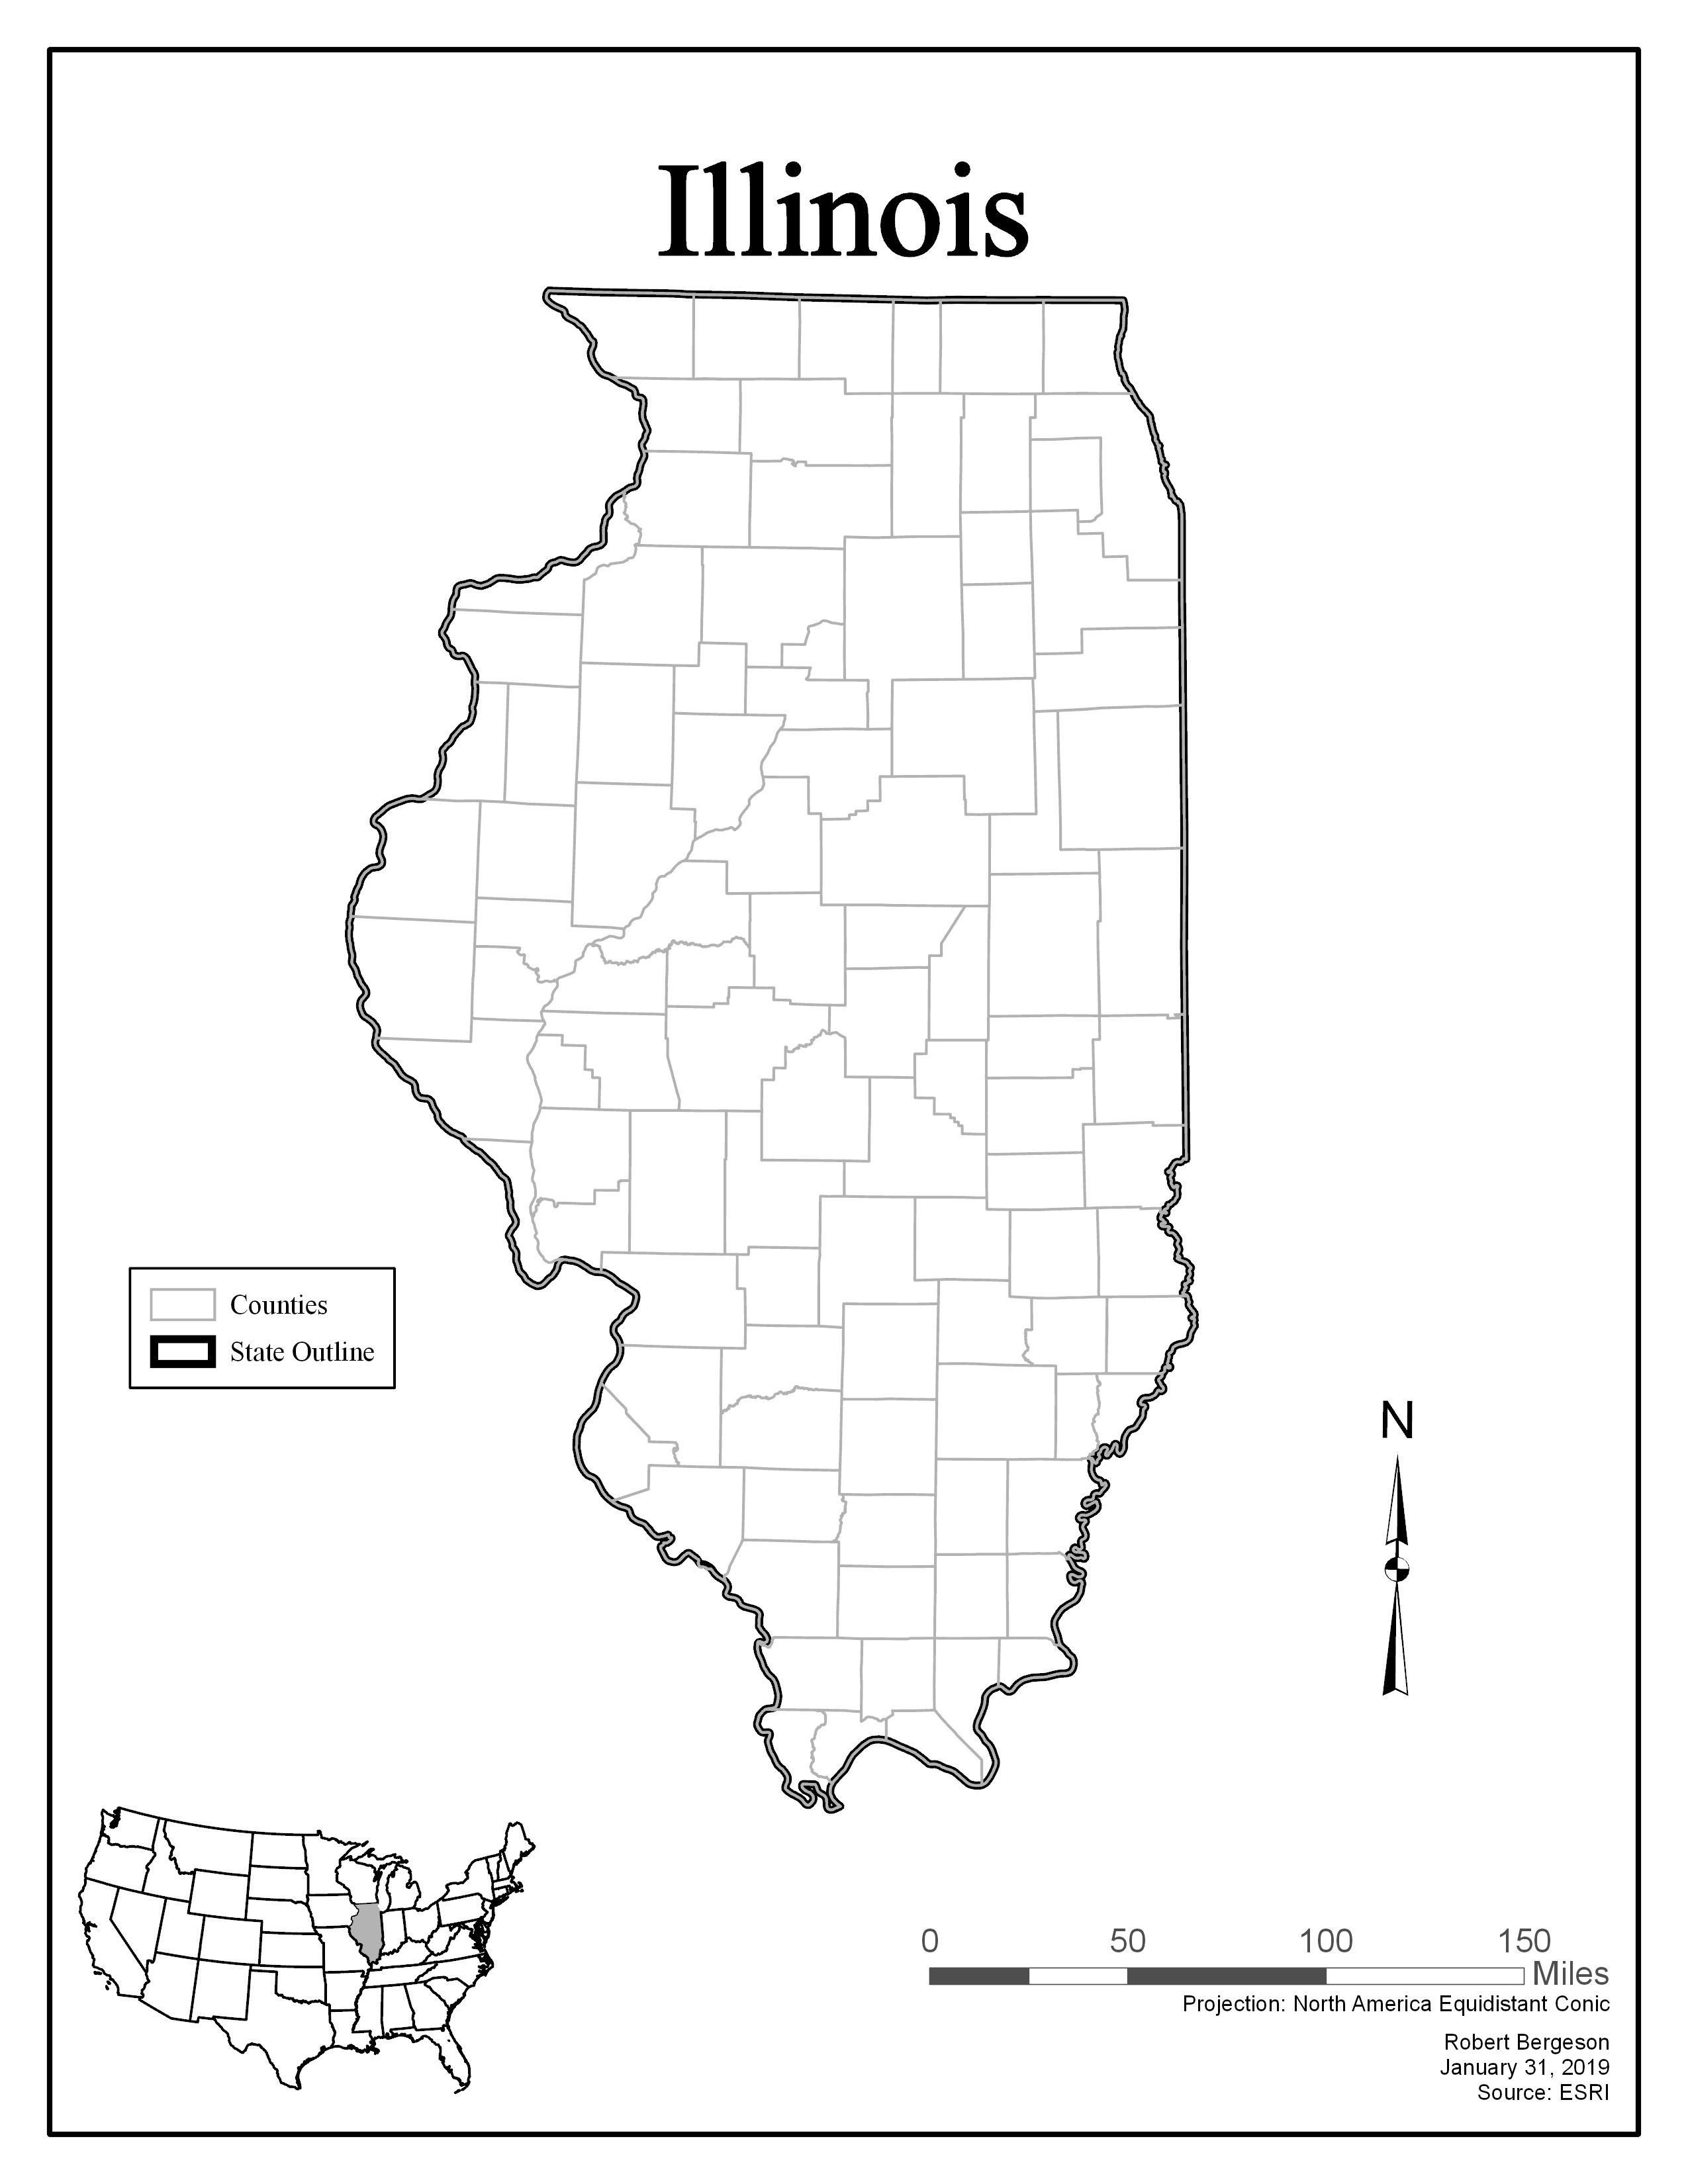 Illinois
Counties
State Outline
N
0 50 100 150
Miles
Projection: North America Equidistant Conic
Robert Bergeson
January 31, 2019
Source: ESRI